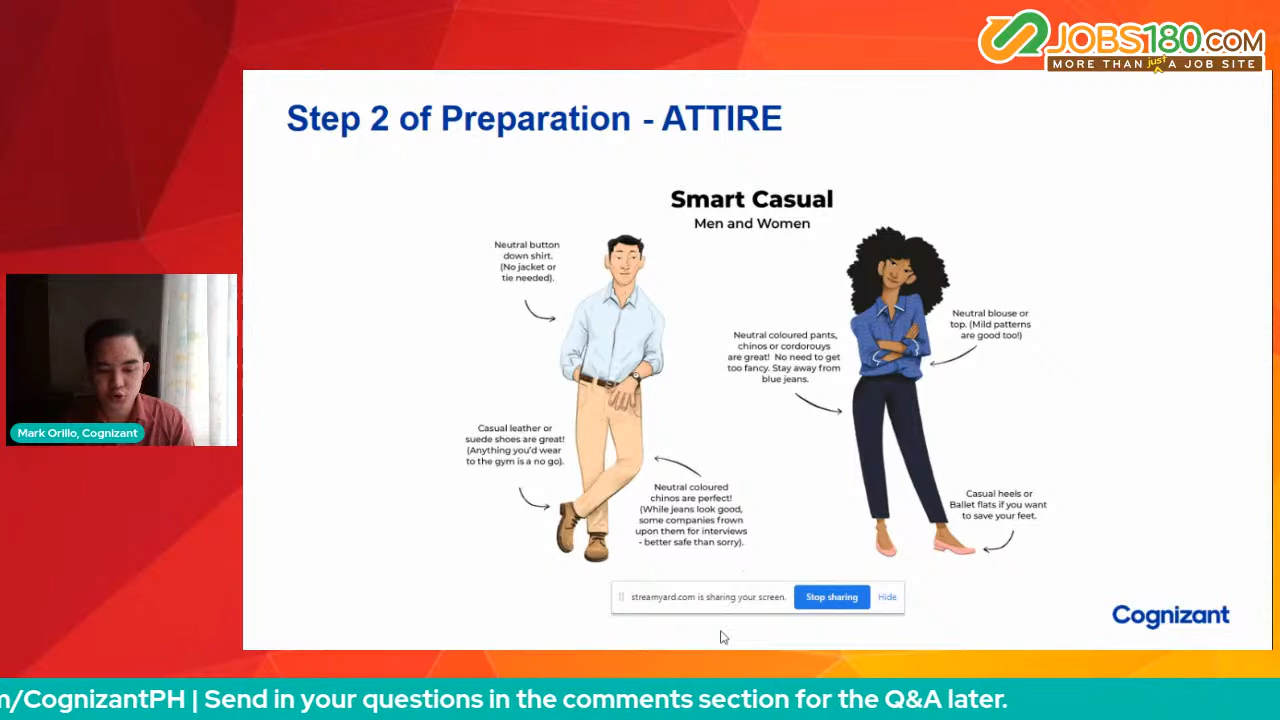 JOBS180.COM
MORE THAN just A JOB SITE
Step 2 of Preparation - ATTIRE
Smart Casual
Men and Women
Neutral button
down shirt.
(No jacket or
tie needed).
Neutral blouse or
top. (Mild patterns
are good too!)
Neutral coloured pants,
chinos or cordorouys
are great! No need to get
too fancy. Stay away from
blue jeans.
Casual leather or
suede shoes are great!
(Anything you'd wear
to the gym is a no go).
Neutral coloured
chinos are perfect!
(While jeans look good,
some companies frown
upon them for interviews
- better safe than sorry).
Casual heels or
Ballet flats if you want
to save your feet.
Mark Orillo, Cognizant
streamyard.com is sharing your screen.
Stop sharing
Hide
Cognizant
m/CognizantPH | Send in your questions in the comments section for the Q&A later.